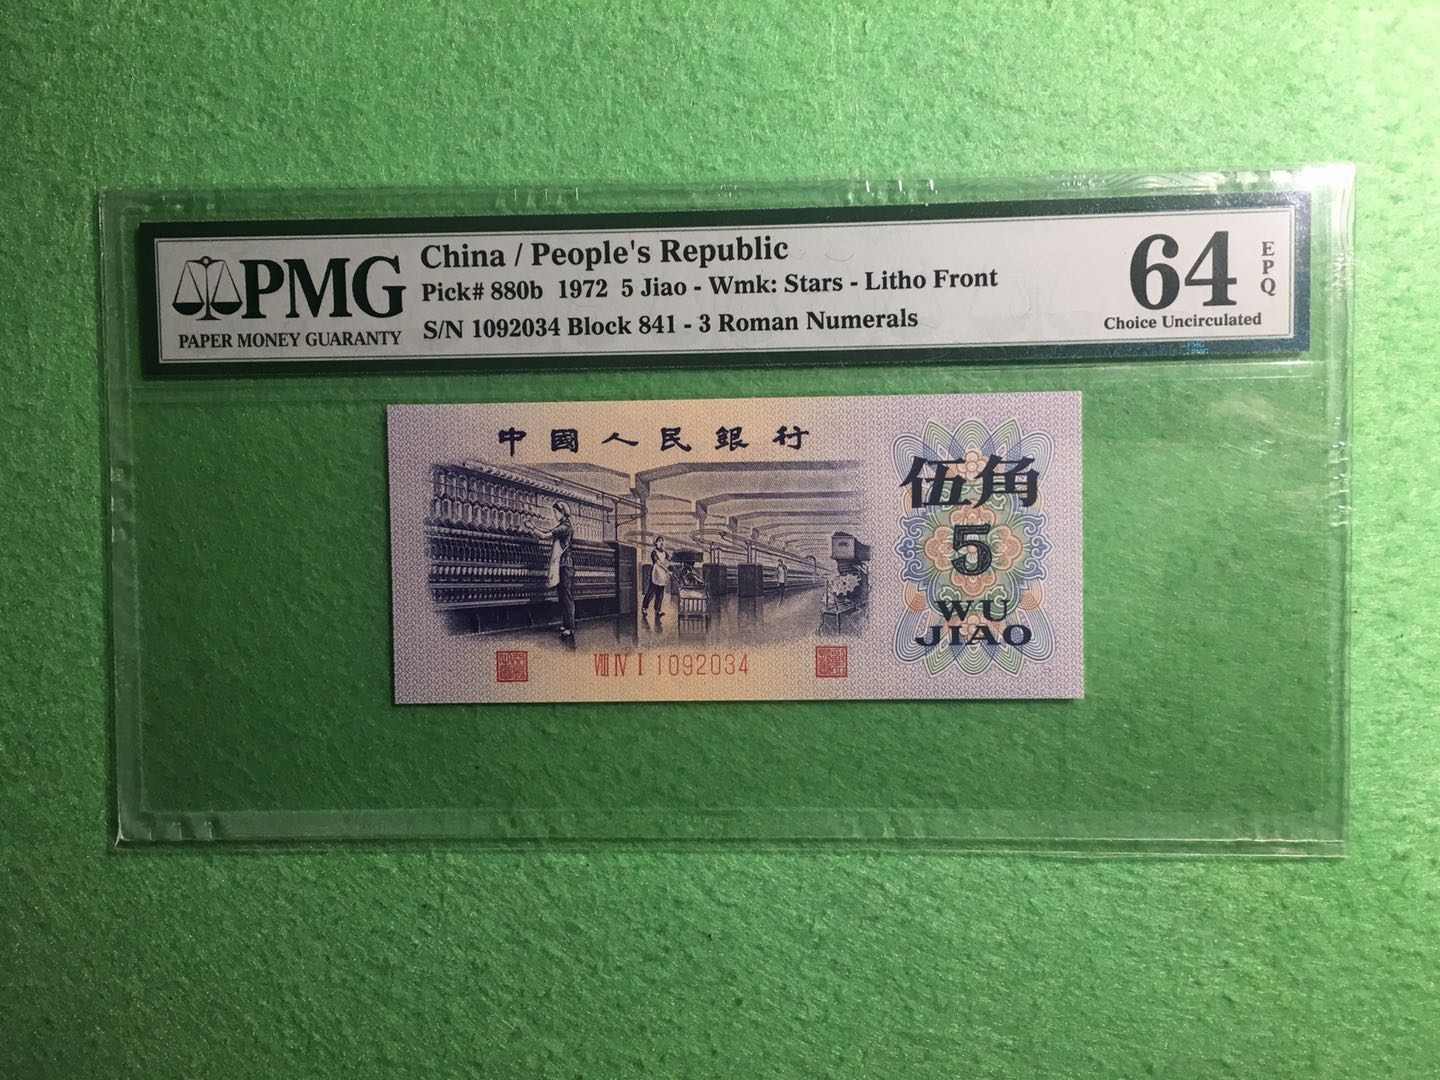 PMG
PAPER MONEY GUARANTY
China / People's Republic
Pick# 880b 1972 5 Jiao - Wmk: Stars - Litho Front
S/N 1092034 Block 841 - 3 Roman Numerals
64
EPQ
Choice Uncirculated
中國人民銀行
伍角
5
WU
JIAO
VIII IV I 1092034